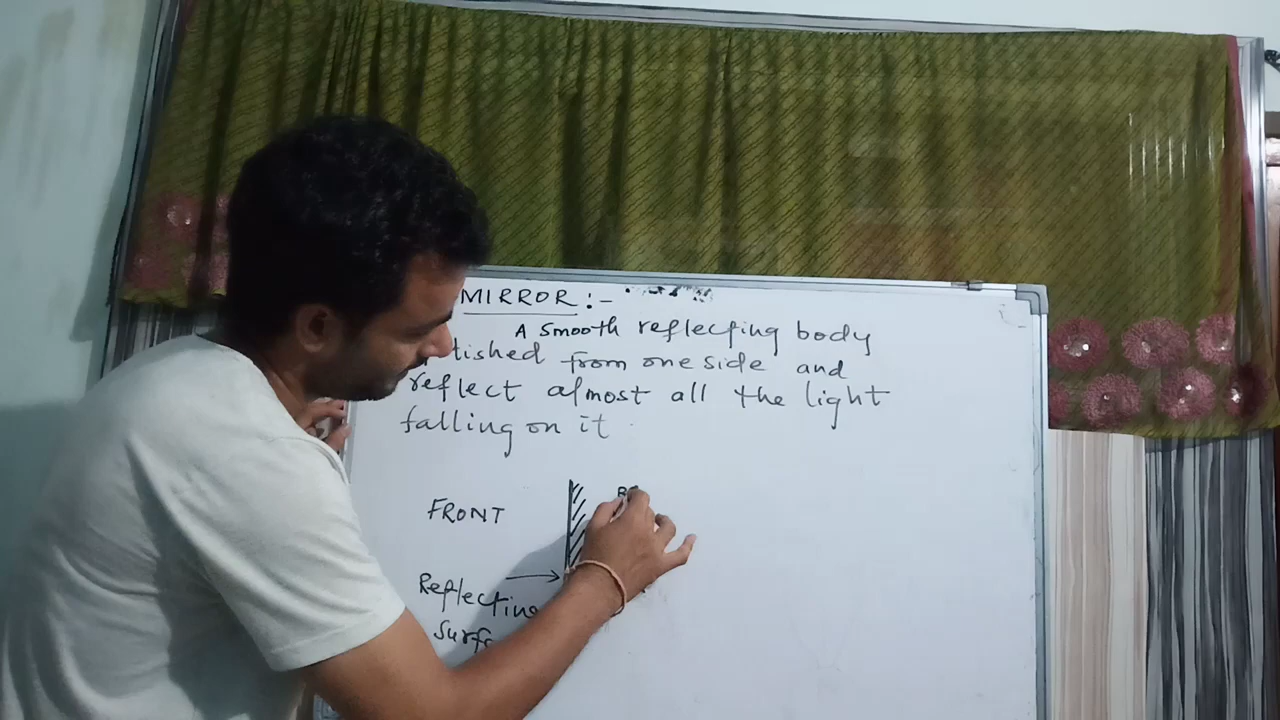 MIRROR :-
A smooth reflecting body
from one side and
reflect almost all the light
falling on it.
FRONT
Reflecting